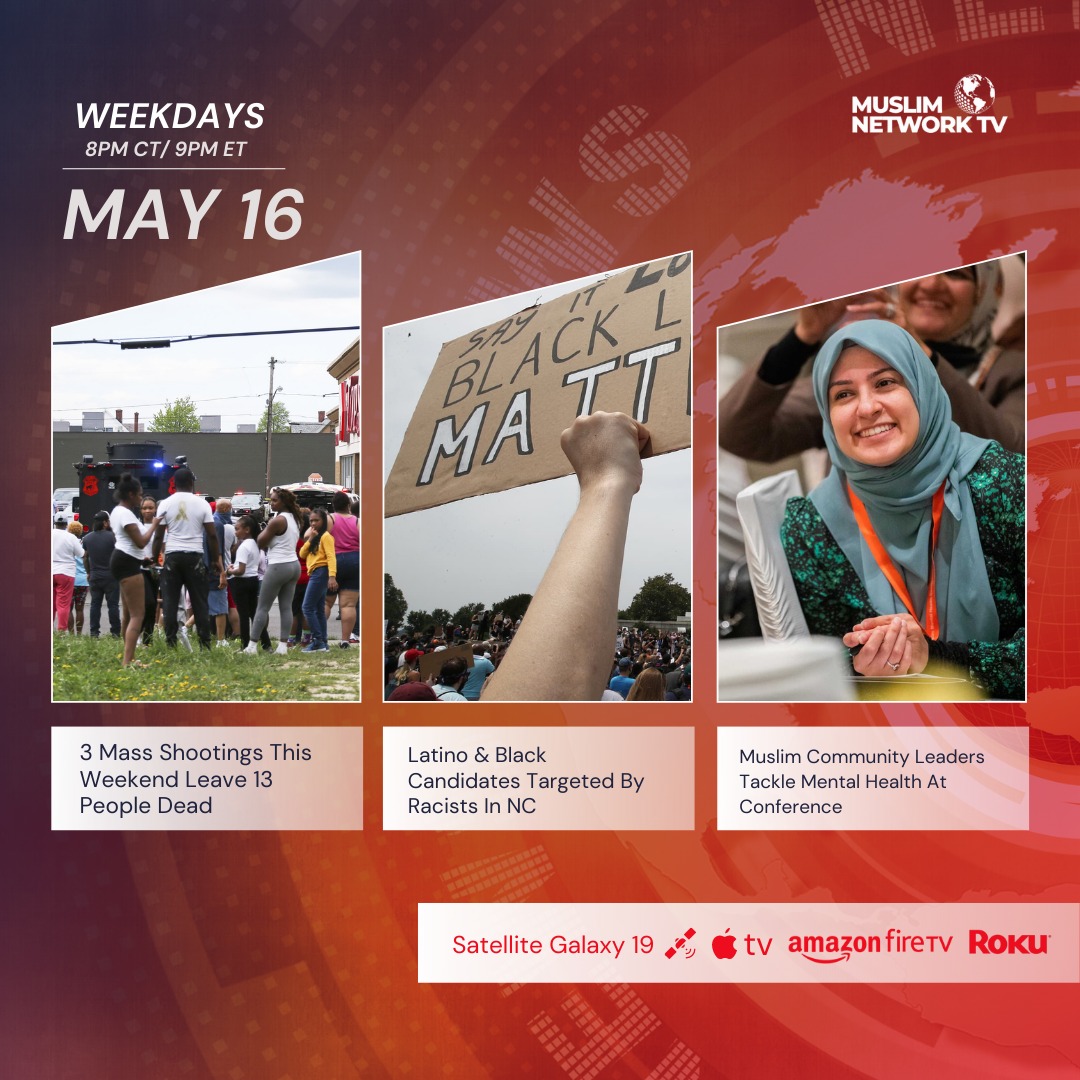 WEEKDAYS
8PM CT/ 9PM ET
MAY 16
MUSLIM
NETWORK TV
NEWS
SAY IT
BLACK L
MATT
3 Mass Shootings This
Weekend Leave 13
People Dead
Latino & Black
Candidates Targeted By
Racists In NC
Muslim Community Leaders
Tackle Mental Health At
Conference
Satellite Galaxy 19
tv
amazon fireTV
ROKU